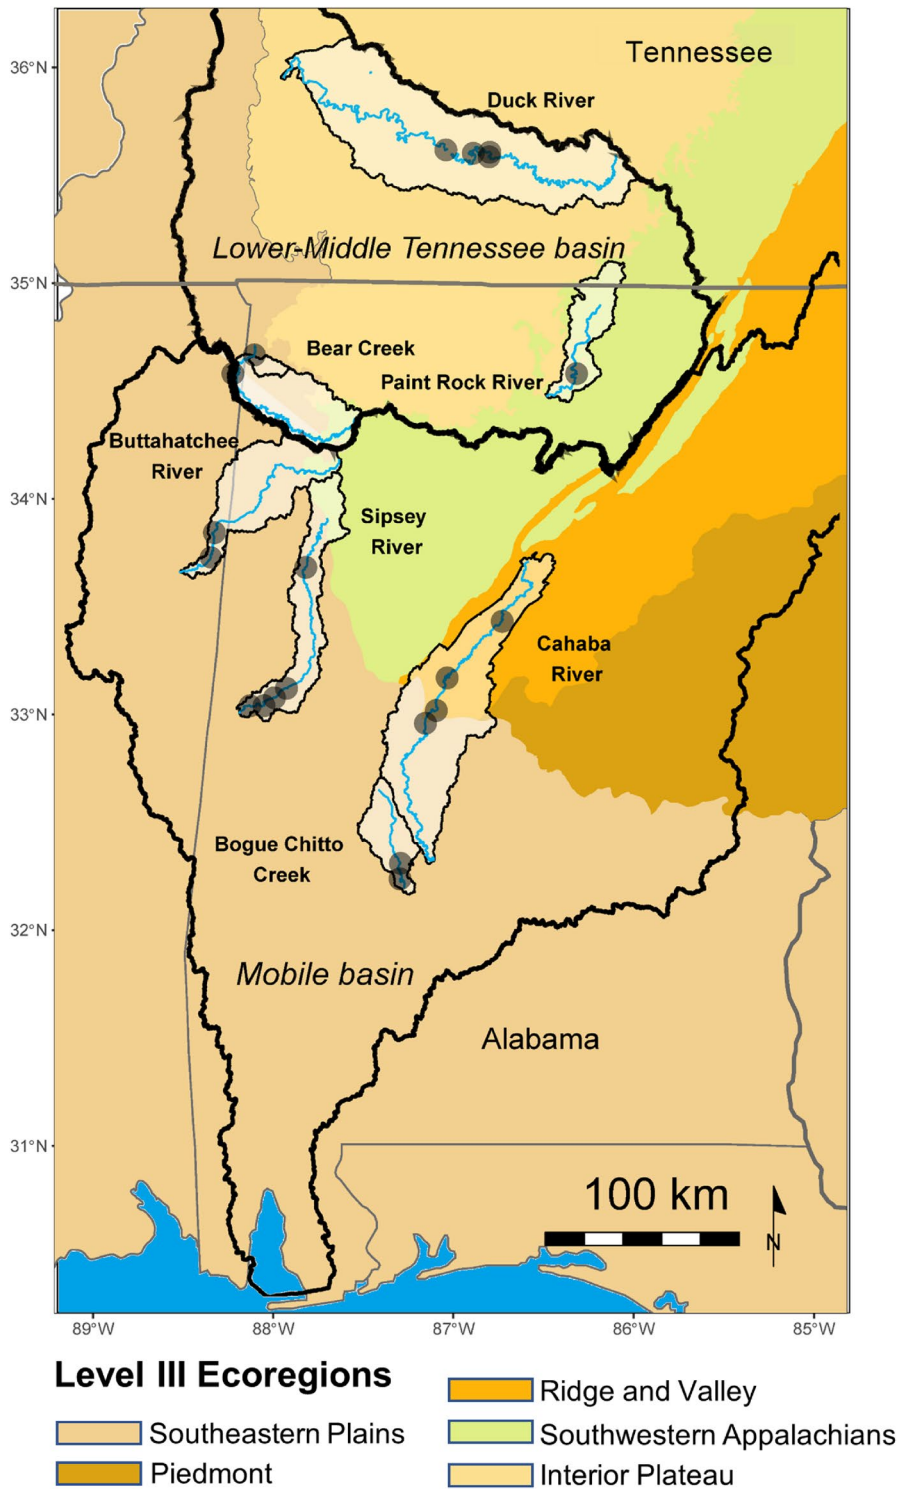 Tennessee
36°N
Duck River
Lower-Middle Tennessee basin
35°N
Bear Creek
Paint Rock River
Buttahatchee
River
34°N
Sipsey
River
Cahaba
River
33°N
Bogue Chitto
Creek
32°N
Mobile basin
Alabama
31°N
100 km
N
89°W 88°W 87°W 86°W 85°W
Level III Ecoregions
Southeastern Plains
Piedmont
Ridge and Valley
Southwestern Appalachians
Interior Plateau